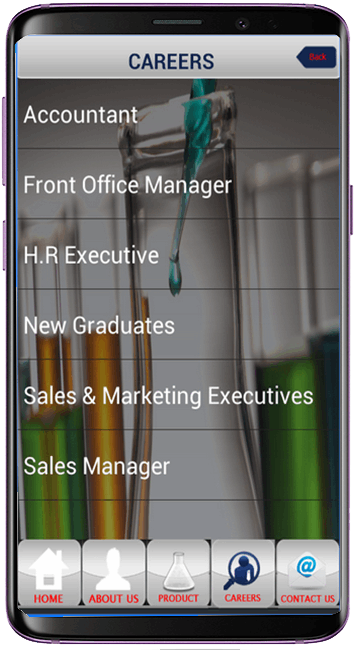 CAREERS
Back
Accountant
Front Office Manager
H.R Executive
New Graduates
Sales & Marketing Executives
Sales Manager
HOME
ABOUT US
PRODUCT
CAREERS
CONTACT US